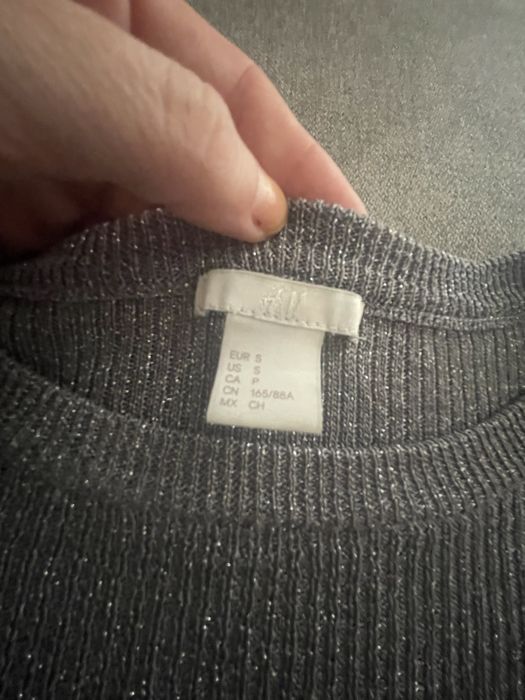 EUR S
US S
CA P
CN 165/88A
MX CH